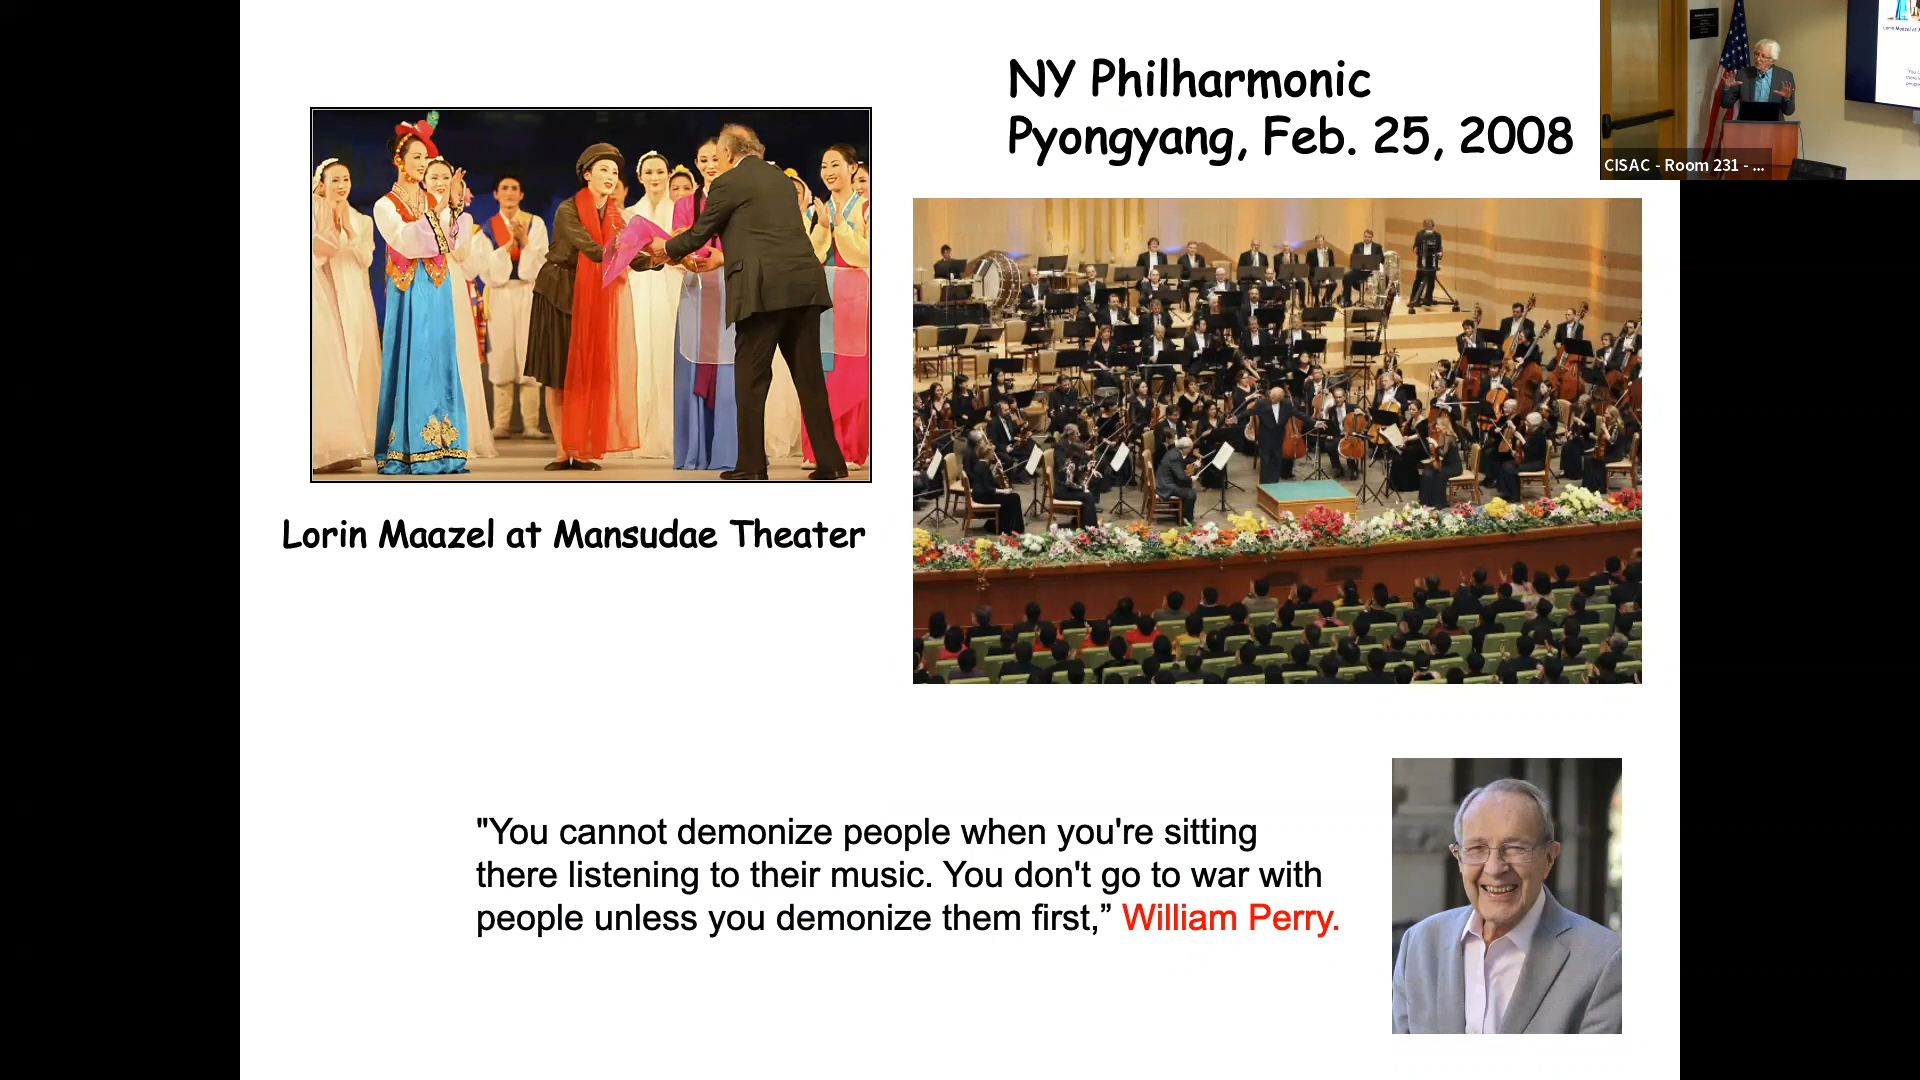 NY Philharmonic
Pyongyang, Feb. 25, 2008
CISAC - Room 231 - ...
Lorin Maazel at Mansudae Theater
"You cannot demonize people when you're sitting
there listening to their music. You don't go to war with
people unless you demonize them first,” William Perry.